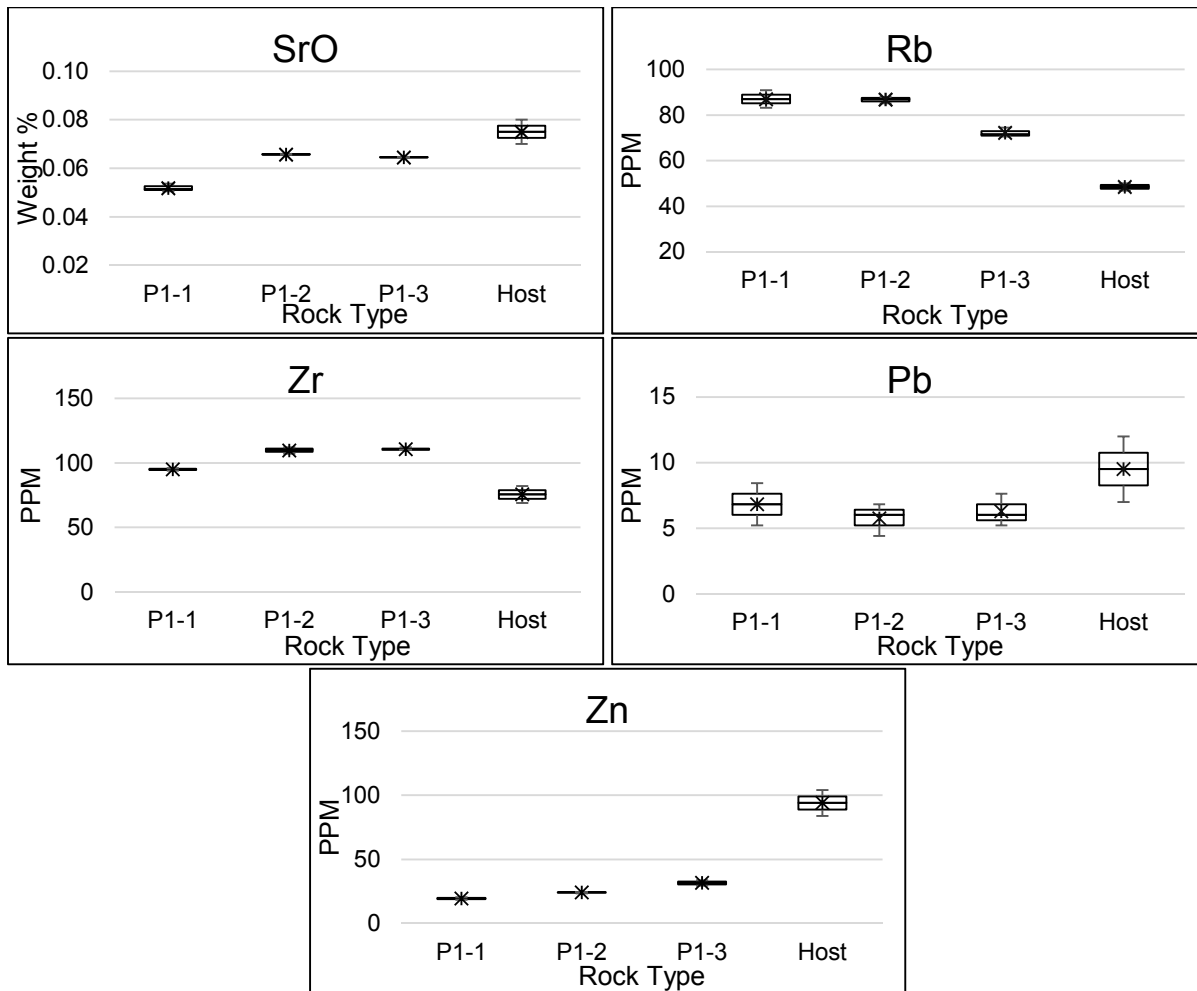 SrO
0.10
0.08
0.06
0.04
0.02
Weight %
P1-1 P1-2 P1-3 Host
Rock Type
Rb
100
80
60
40
20
PPM
P1-1 P1-2 P1-3 Host
Rock Type
Zr
150
100
50
0
PPM
P1-1 P1-2 P1-3 Host
Rock Type
Pb
15
10
5
0
PPM
P1-1 P1-2 P1-3 Host
Rock Type
Zn
150
100
50
0
PPM
P1-1 P1-2 P1-3 Host
Rock Type